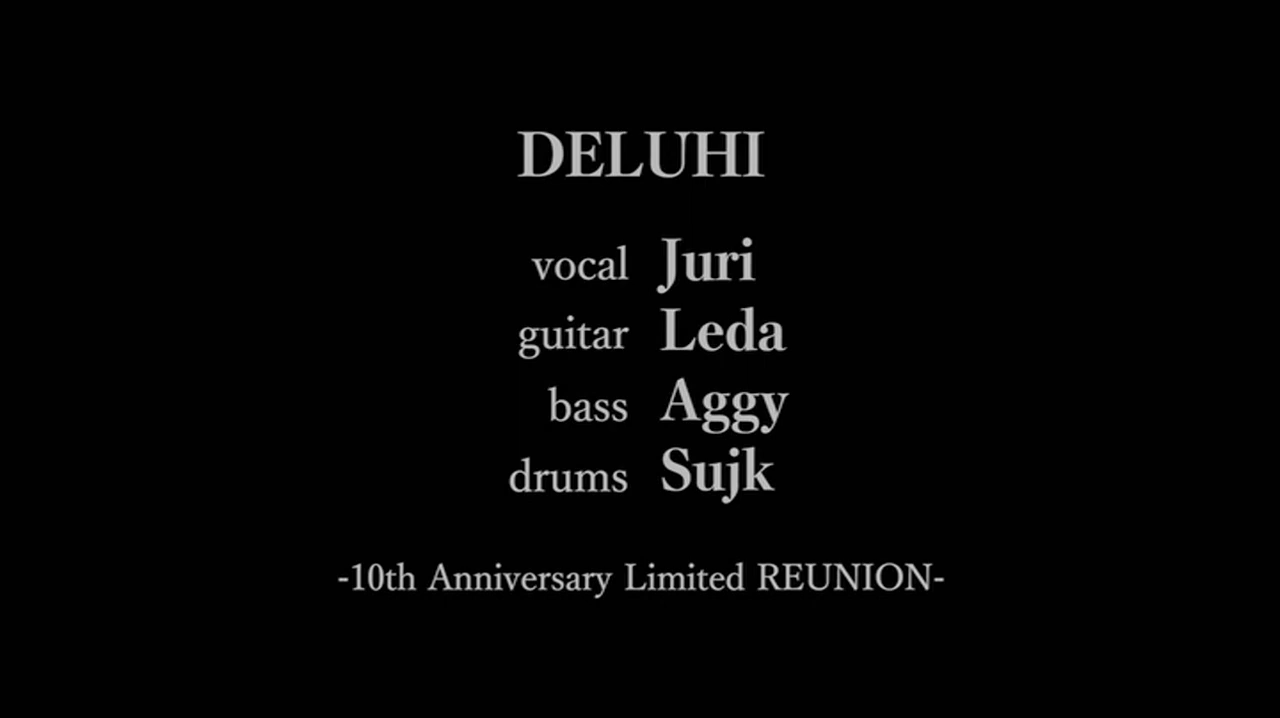 DELUHI
vocal Juri
guitar Leda
bass Aggy
drums Sujk
-10th Anniversary Limited REUNION-